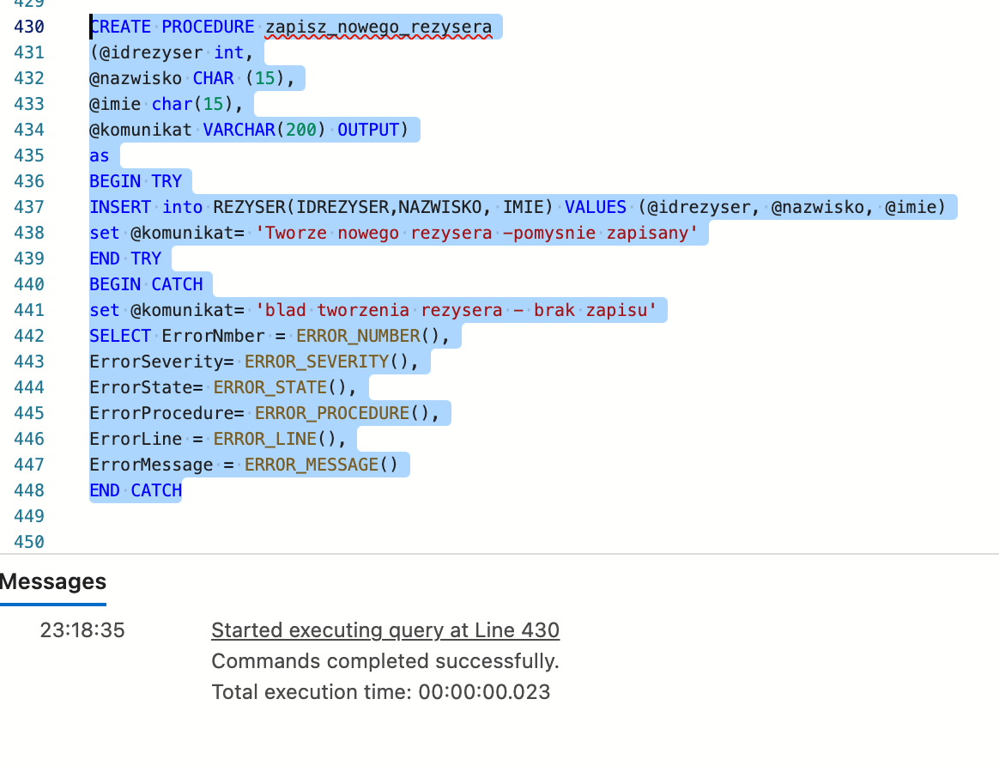 429
430 CREATE PROCEDURE zapisz_nowego_rezysera
431 (@idrezyser int,
432 @nazwisko CHAR (15),
433 @imie char(15),
434 @komunikat VARCHAR(200) OUTPUT)
435 as
436 BEGIN TRY
437 INSERT into REZYSER(IDREZYSER,NAZWISKO, IMIE) VALUES (@idrezyser, @nazwisko, @imie)
438 set @komunikat= 'Tworze nowego rezysera –pomysnie zapisany'
439 END TRY
440 BEGIN CATCH
441 set @komunikat= 'blad tworzenia rezysera – brak zapisu'
442 SELECT ErrorNmber = ERROR_NUMBER(),
443 ErrorSeverity= ERROR_SEVERITY(),
444 ErrorState= ERROR_STATE(),
445 ErrorProcedure= ERROR_PROCEDURE(),
446 ErrorLine = ERROR_LINE(),
447 ErrorMessage = ERROR_MESSAGE()
448 END CATCH
449
450
Messages
23:18:35 Started executing query at Line 430
Commands completed successfully.
Total execution time: 00:00:00.023